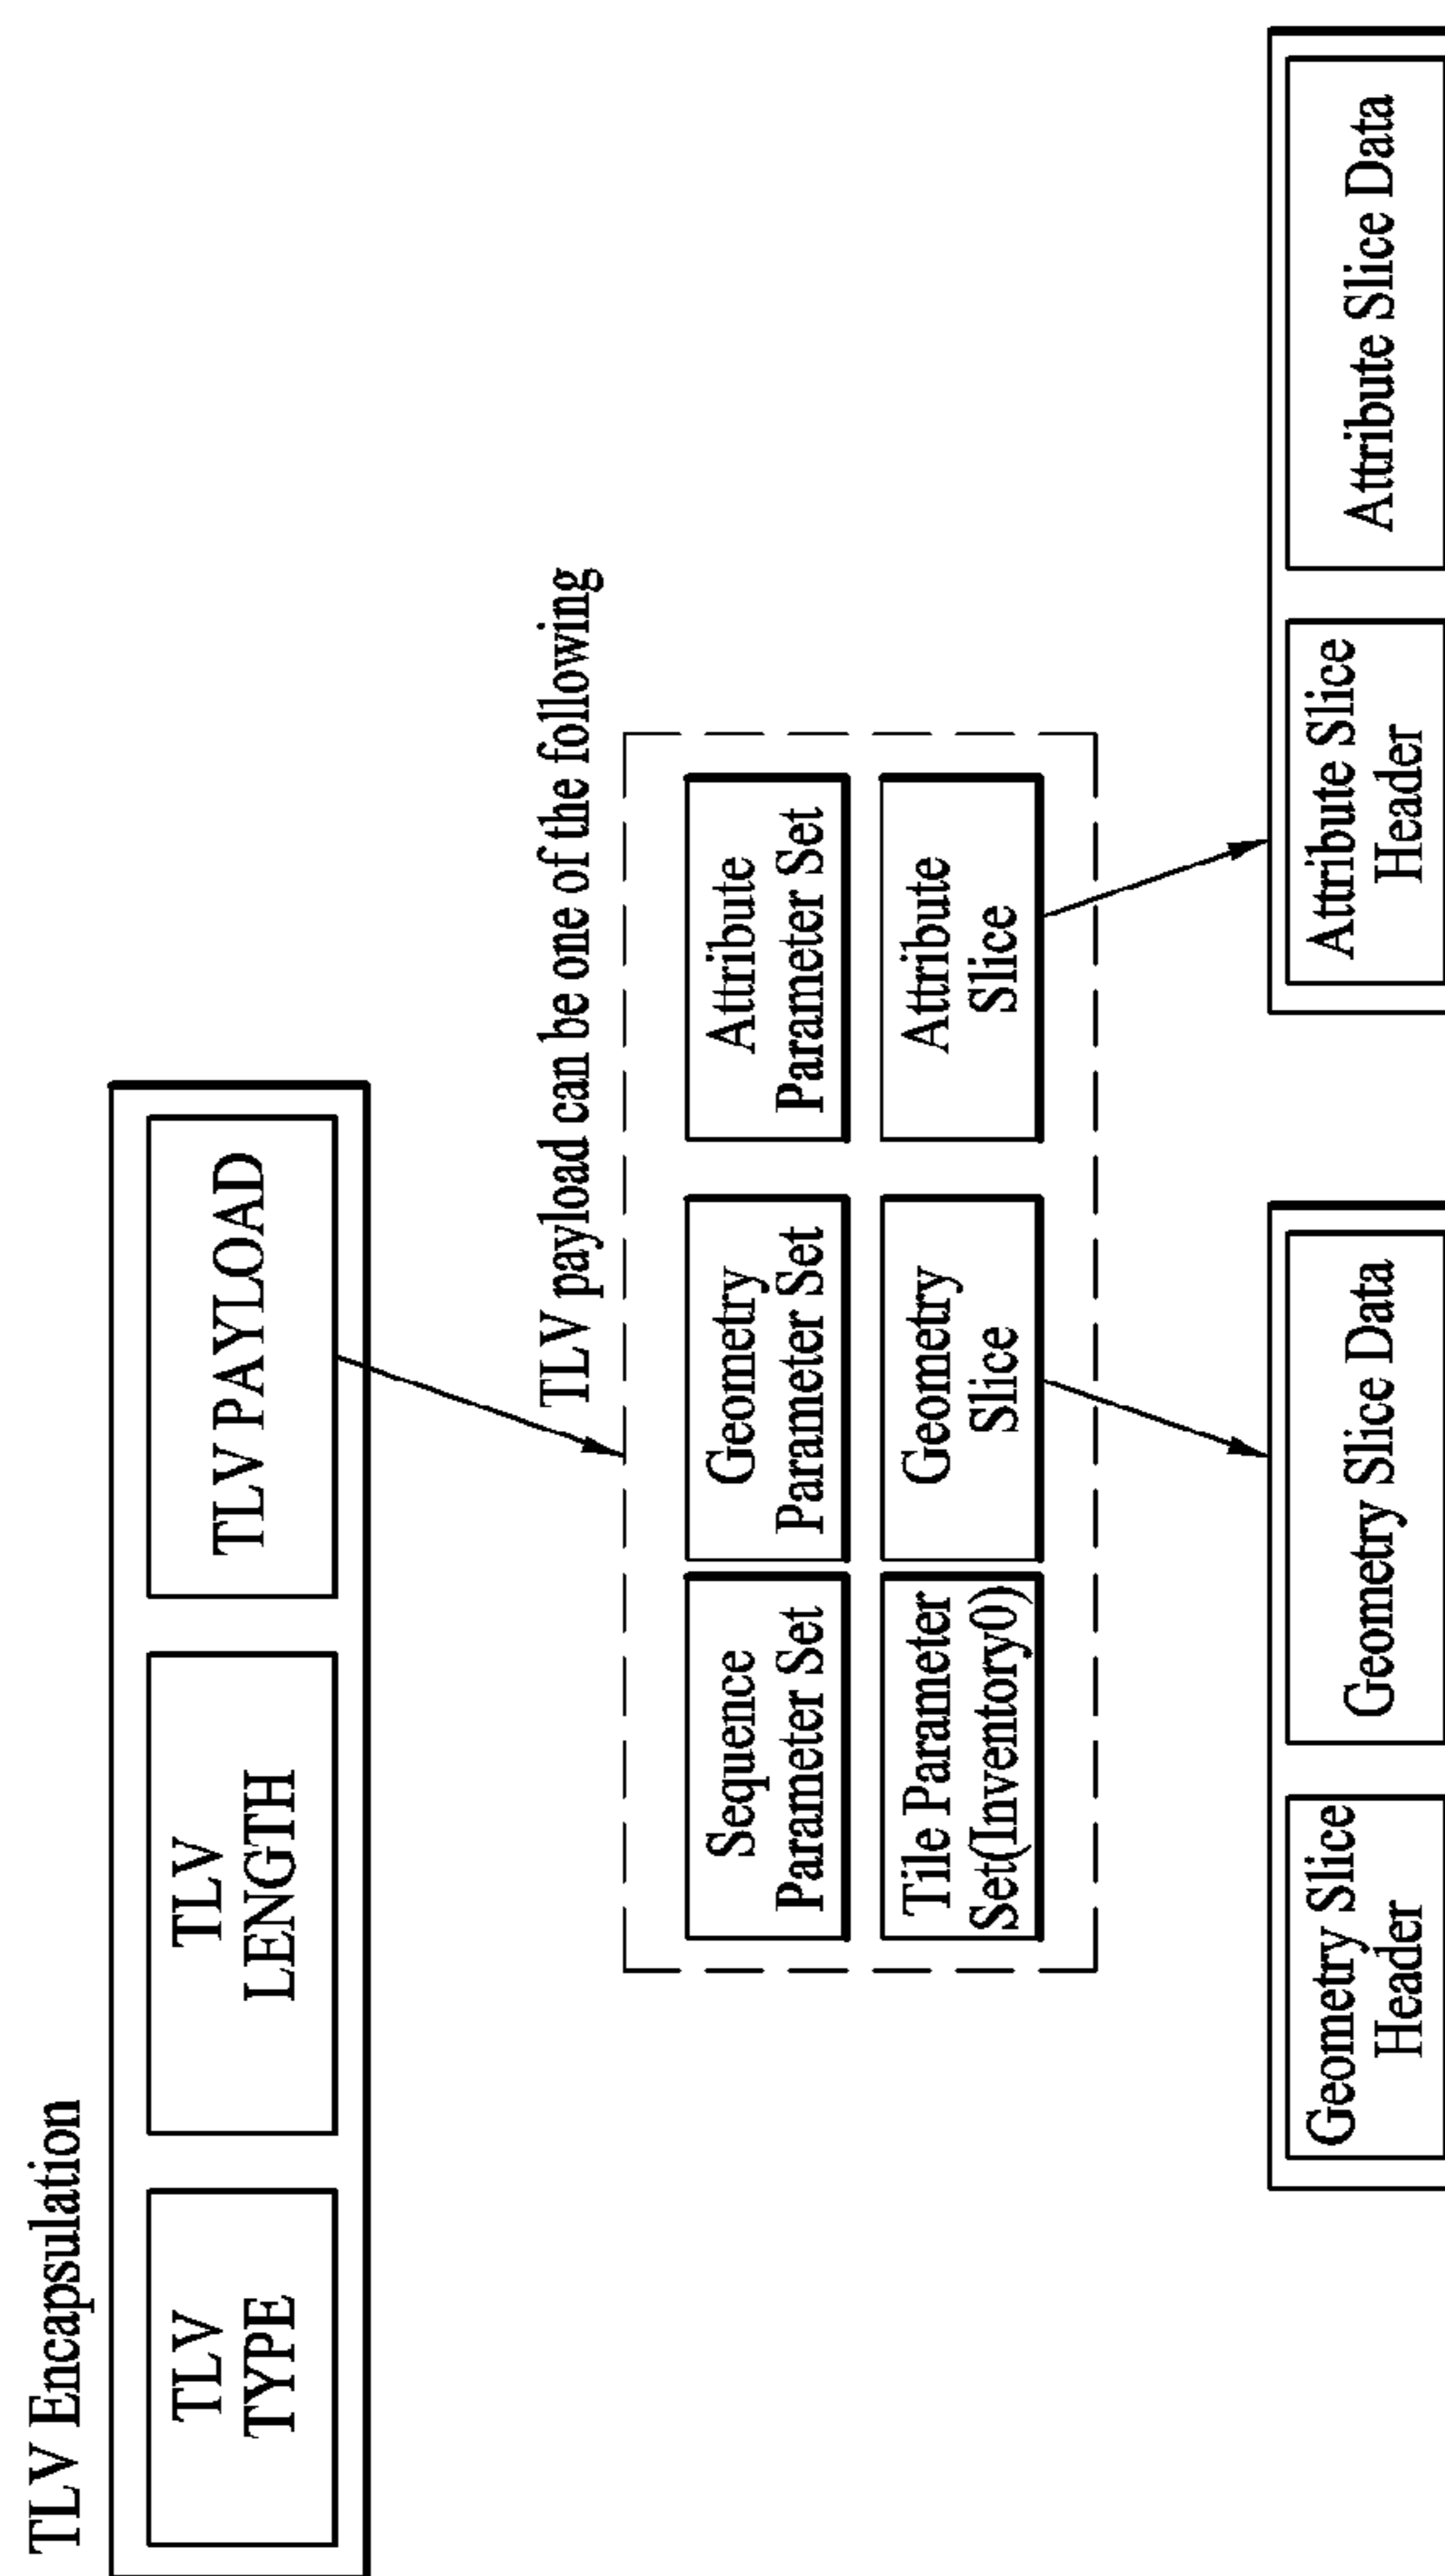 TLV Encapsulation
TLV
TYPE
TLV
LENGTH
TLV PAYLOAD
TLV payload can be one of the following
Sequence
Parameter Set
Geometry
Parameter Set
Attribute
Parameter Set
Tile Parameter
Set(Inventory0)
Geometry
Slice
Attribute
Slice
Geometry Slice
Header
Geometry Slice Data
Attribute Slice
Header
Attribute Slice Data